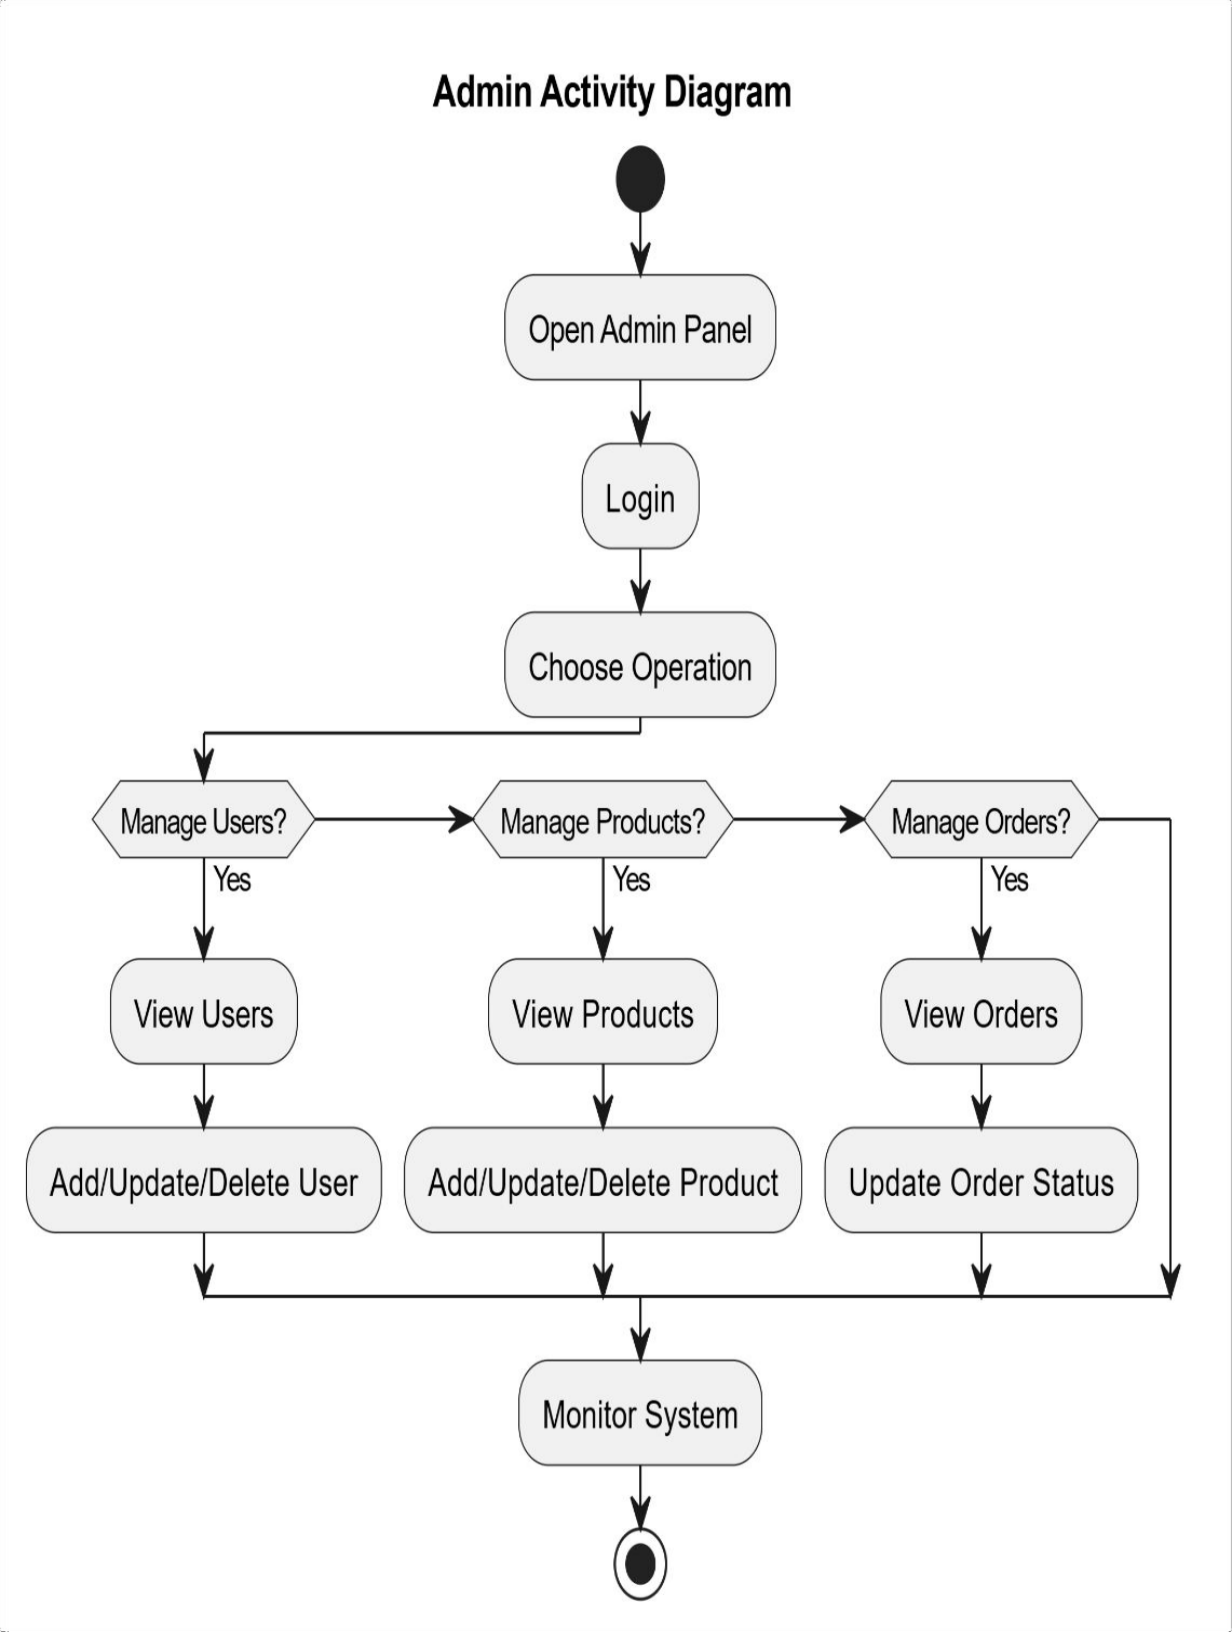 Admin Activity Diagram
Open Admin Panel
Login
Choose Operation
Manage Users?
Manage Products?
Manage Orders?
Yes
Yes
Yes
View Users
View Products
View Orders
Add/Update/Delete User
Add/Update/Delete Product
Update Order Status
Monitor System